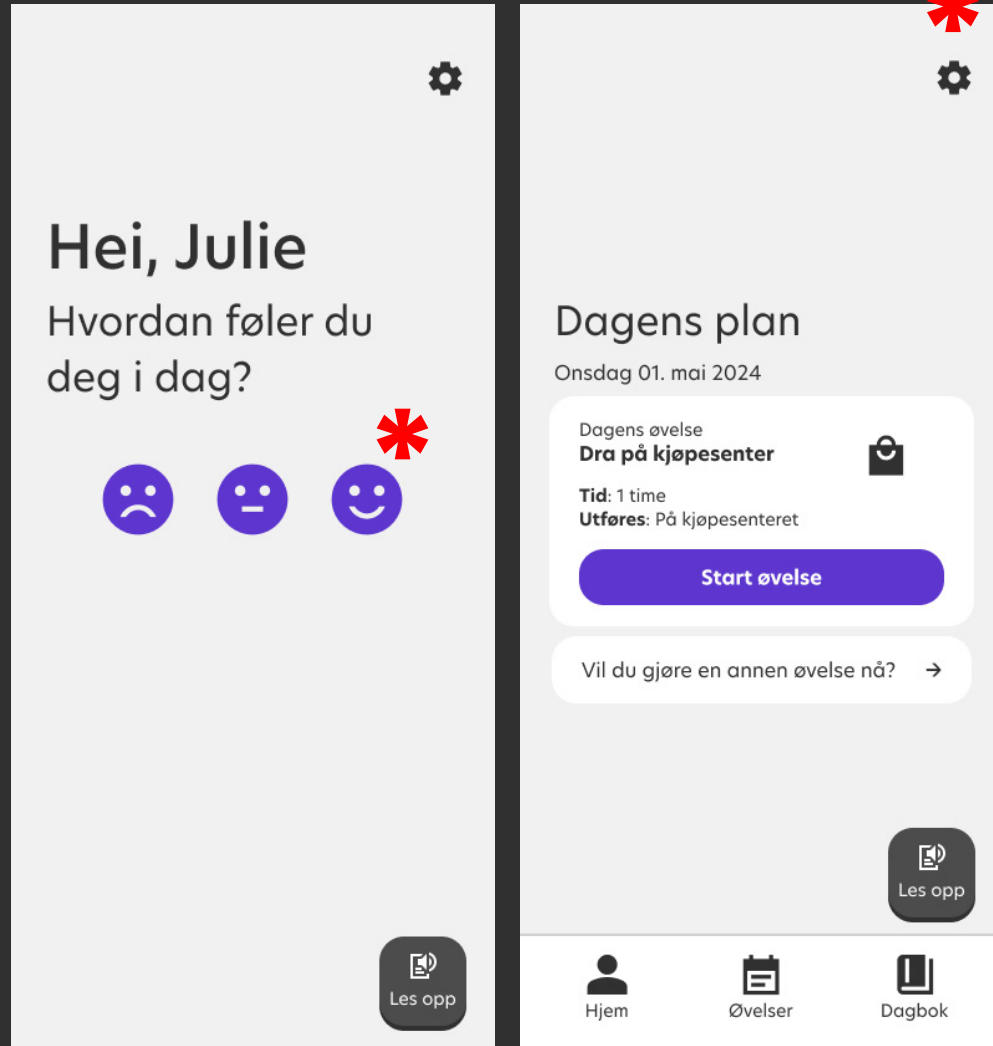 Hei, Julie
Hvordan føler du
deg i dag?
Les opp
Dagens plan
Onsdag 01. mai 2024
Dagens øvelse
Dra på kjøpesenter
Tid: 1 time
Utføres: På kjøpesenteret
Start øvelse
Vil du gjøre en annen øvelse nå? →
Les opp
Hjem Øvelser Dagbok